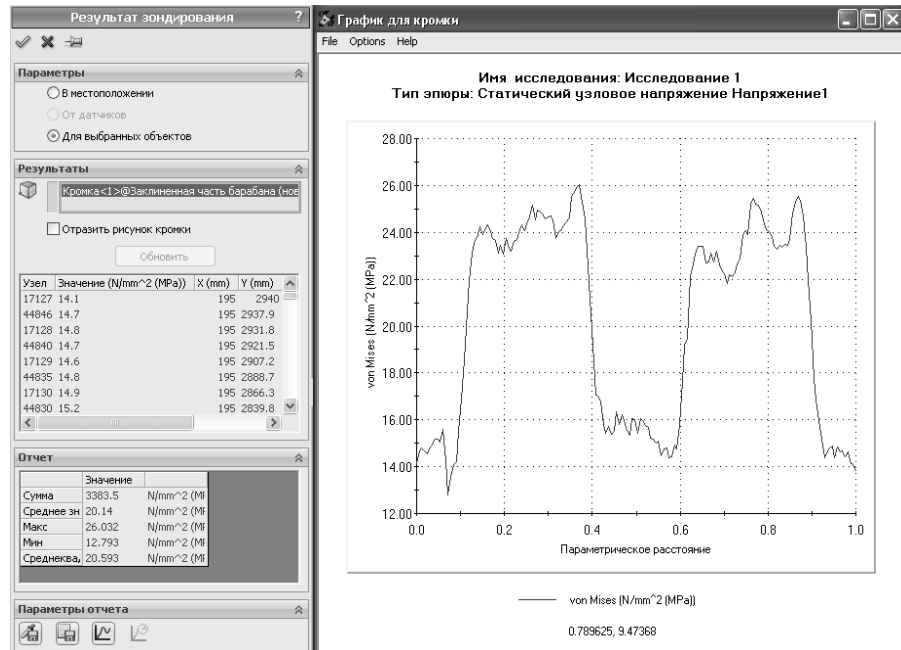 Результат зондирования ?
Параметры
В местоположении
От датчиков
Для выбранных объектов
Результаты
Кромка<1>@Заклиненная часть барабана (нов
Отразить рисунок кромки
Обновить
Узел Значение (N/mm^2 (MPa)) X (mm) Y (mm)
17127 14.1 195 2940
44846 14.7 195 2937.9
17128 14.8 195 2931.8
44840 14.7 195 2921.5
17129 14.6 195 2907.2
44835 14.8 195 2888.7
17130 14.9 195 2866.3
44830 15.2 195 2839.8
Отчет
Значение
Сумма 3383.5 N/mm^2 (MF
Среднее зн 20.14 N/mm^2 (MF
Макс 26.032 N/mm^2 (MF
Мин 12.793 N/mm^2 (MF
Среднеква, 20.593 N/mm^2 (MF
Параметры отчета
График для кромки
File Options Help
Имя исследования: Исследование 1
Тип эпюры: Статический узловое напряжение Напряжение1
28.00
26.00
24.00
22.00
20.00
18.00
16.00
14.00
12.00
von Mises (N/mm^2 (MPa))
0.0 0.2 0.4 0.6 0.8 1.0
Параметрическое расстояние
von Mises (N/mm^2 (MPa))
0.789625, 9.47368